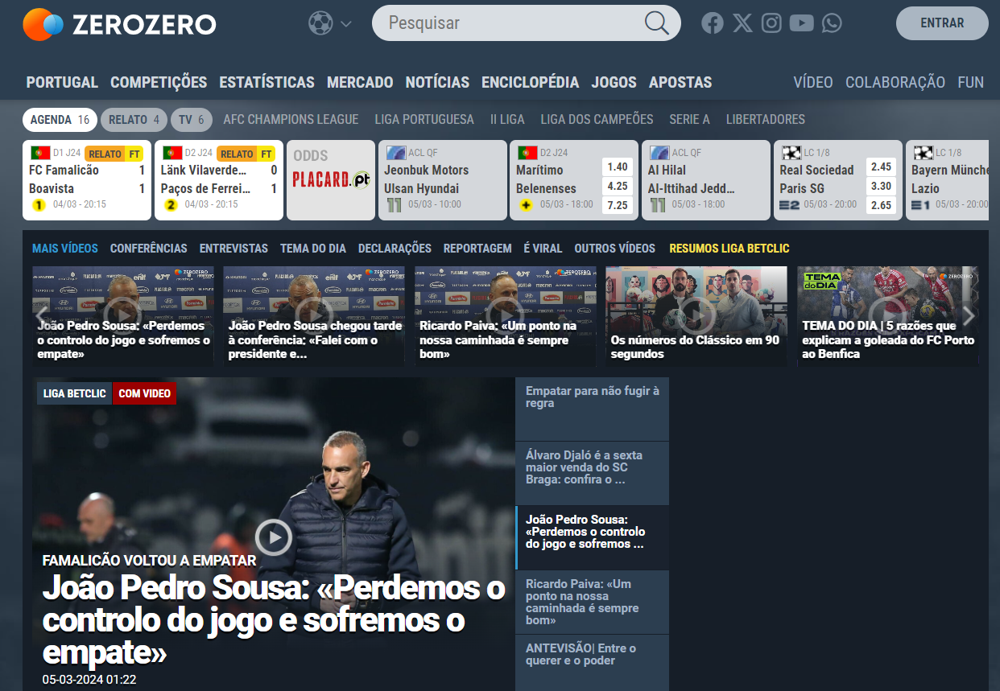 ZEROZERO
Pesquisar
ENTRAR
PORTUGAL COMPETIÇÕES ESTATÍSTICAS MERCADO NOTÍCIAS ENCICLOPÉDIA JOGOS APOSTAS VÍDEO COLABORAÇÃO FUN
AGENDA 16 RELATO 4 TV 6 AFC CHAMPIONS LEAGUE LIGA PORTUGUESA II LIGA LIGA DOS CAMPEÕES SERIE A LIBERTADORES
D1 J24 RELATO FT
FC Famalicão 1
Boavista 1
1 04/03 - 20:15
D2 J24 RELATO FT
Länk Vilaverde... 0
Paços de Ferrei... 1
2 04/03 - 20:15
ODDS
PLACARD.pt
ACL QF
Jeonbuk Motors
Ulsan Hyundai
11 05/03 - 10:00
D2 J24
Marítimo 1.40
Belenenses 4.25
+ 05/03 - 18:00 7.25
ACL QF
Al Hilal
Al-Ittihad Jedd...
11 05/03 - 18:00
LC 1/8
Real Sociedad 2.45
Paris SG 3.30
2 05/03 - 20:00 2.65
LC 1/8
Bayern Münche
Lazio
1 05/03 - 20:00
MAIS VÍDEOS CONFERÊNCIAS ENTREVISTAS TEMA DO DIA DECLARAÇÕES REPORTAGEM É VIRAL OUTROS VÍDEOS RESUMOS LIGA BETCLIC
João Pedro Sousa: «Perdemos
o controlo do jogo e sofremos o
empate»
João Pedro Sousa chegou tarde
à conferência: «Falei com o
presidente e...
Ricardo Paiva: «Um ponto na
nossa caminhada é sempre
bom»
Os números do Clássico em 90
segundos
TEMA
doDIA
ZEROZERO
TEMA DO DIA | 5 razões que
explicam a goleada do FC Porto
ao Benfica
LIGA BETCLIC COM VIDEO
FAMALICÃO VOLTOU A EMPATAR
João Pedro Sousa: «Perdemos o
controlo do jogo e sofremos o
empate»
05-03-2024 01:22
Empatar para não fugir à
regra
Álvaro Djaló é a sexta
maior venda do SC
Braga: confira o ...
João Pedro Sousa:
«Perdemos o controlo
do jogo e sofremos ...
Ricardo Paiva: «Um
ponto na nossa
caminhada é sempre
bom»
ANTEVISÃO| Entre o
querer e o poder